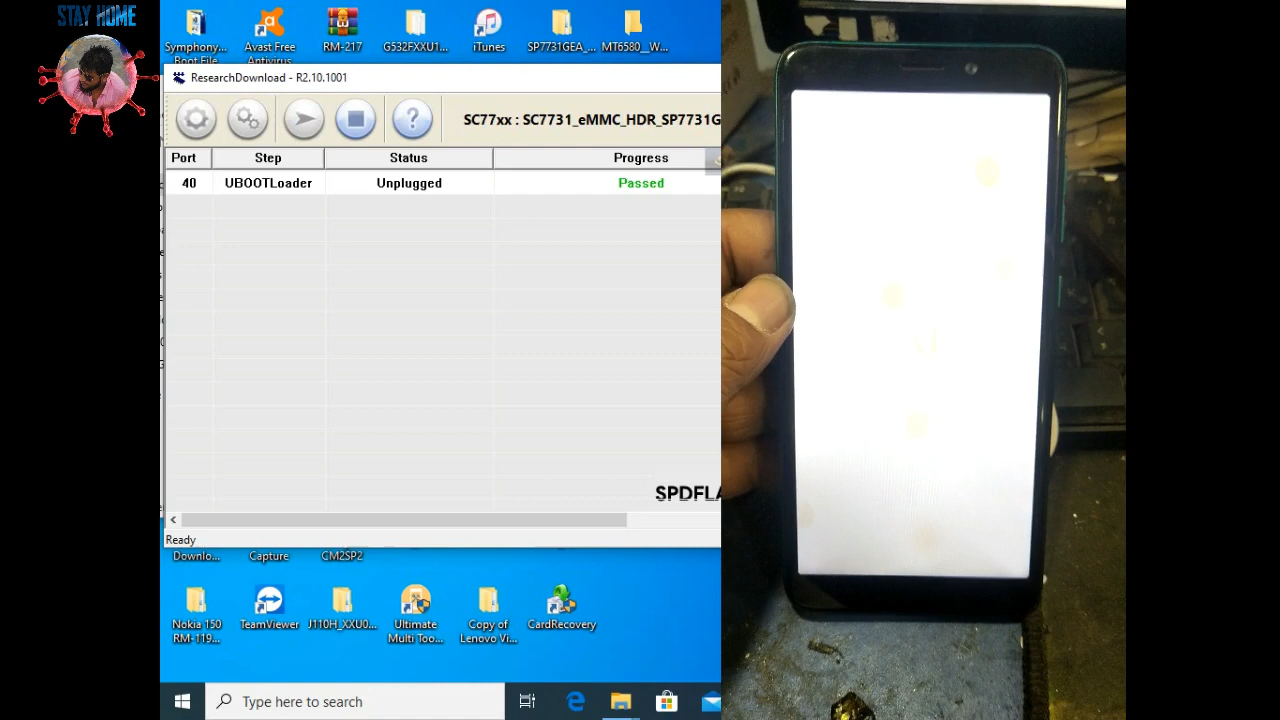 STAY HOME
Symphony...
Boot File
Avast Free
Antivirus
RM-217
G532FXXU1...
iTunes
SP7731GEA_...
MT6580__W...
ResearchDownload - R2.10.1001
?
SC77xx : SC7731_eMMC_HDR_SP7731G
Port Step Status Progress
40 UBOOTLoader Unplugged Passed
SPDFLA
Ready
Downlo...
Capture
CM2SP2
Nokia 150
RM-119...
TeamViewer
J110H_XXU0...
Ultimate
Multi Too...
Copy of
Lenovo Vi...
CardRecovery
Type here to search